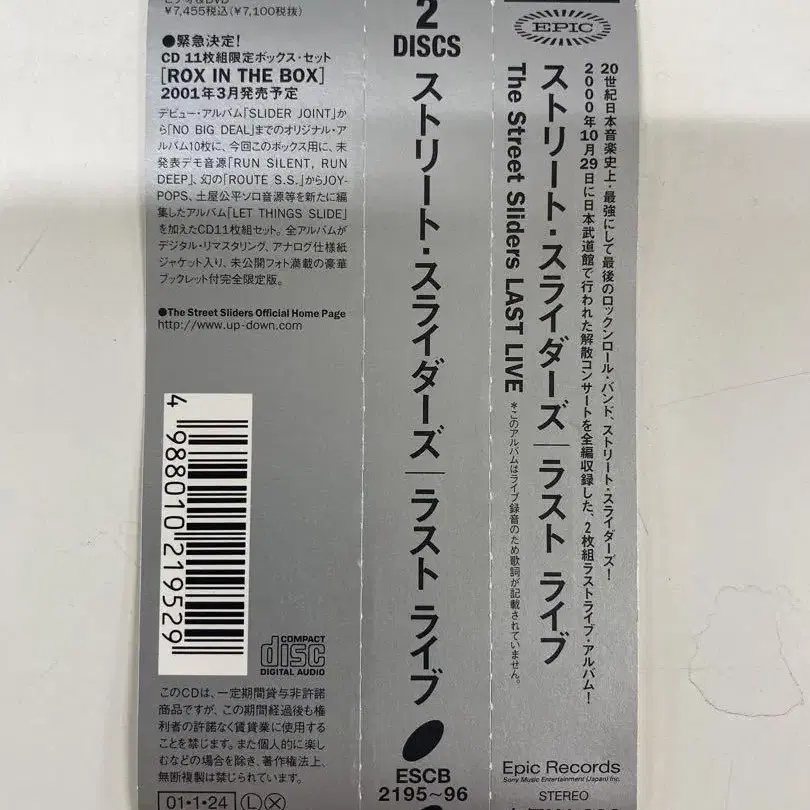 ¥7,455税込(¥7,100税抜)
●緊急決定!
CD 11枚組限定ボックス・セット
[ROX IN THE BOX]
2001年3月発売予定
デビュー・アルバム「SLIDER JOINT」か
ら「NO BIG DEAL」までのオリジナル・ア
ルバム10枚に、今回このボックス用に、未
発表デモ音源「RUN SILENT, RUN
DEEP」、幻の「ROUTE S.S.」からJOY-
POPS、土屋公平ソロ音源等を新たに編
集したアルバム「LET THINGS SLIDE」
を加えたCD11枚組セット。全アルバムが
デジタル・リマスタリング、アナログ仕様紙
ジャケット入り、未公開フォト満載の豪華
ブックレット付完全限定版。
●The Street Sliders Official Home Page
http://www.up-down.com
4 988010 219529
COMPACT
disc
DIGITAL AUDIO
このCDは、一定期間貸与非許諾
商品ですが、この期間経過後も権
利者の許諾なく賃貸業に使用する
ことを禁じます。また個人的に楽し
むなどの場合を除き、著作権法上、
無断複製は禁じられています。
01・1・24 Ⓛ Ⓧ
2
DISCS
ストリート・スライダーズ|ラスト ライブ
ESCB
2195~96
EPIC
20世紀日本音楽史上・最強にして最後のロックンロール・バンド、ストリート・スライダーズ!
2000年10月29日に日本武道館で行われた解散コンサートを全編収録した、2枚組ラストライブ・アルバム!
ストリート・スライダーズ|ラスト ライブ
The Street Sliders LAST LIVE
*このアルバムはライブ録音のため歌詞が記載されていません。
Epic Records
Sony Music Entertainment (Japan) Inc.
STEREO